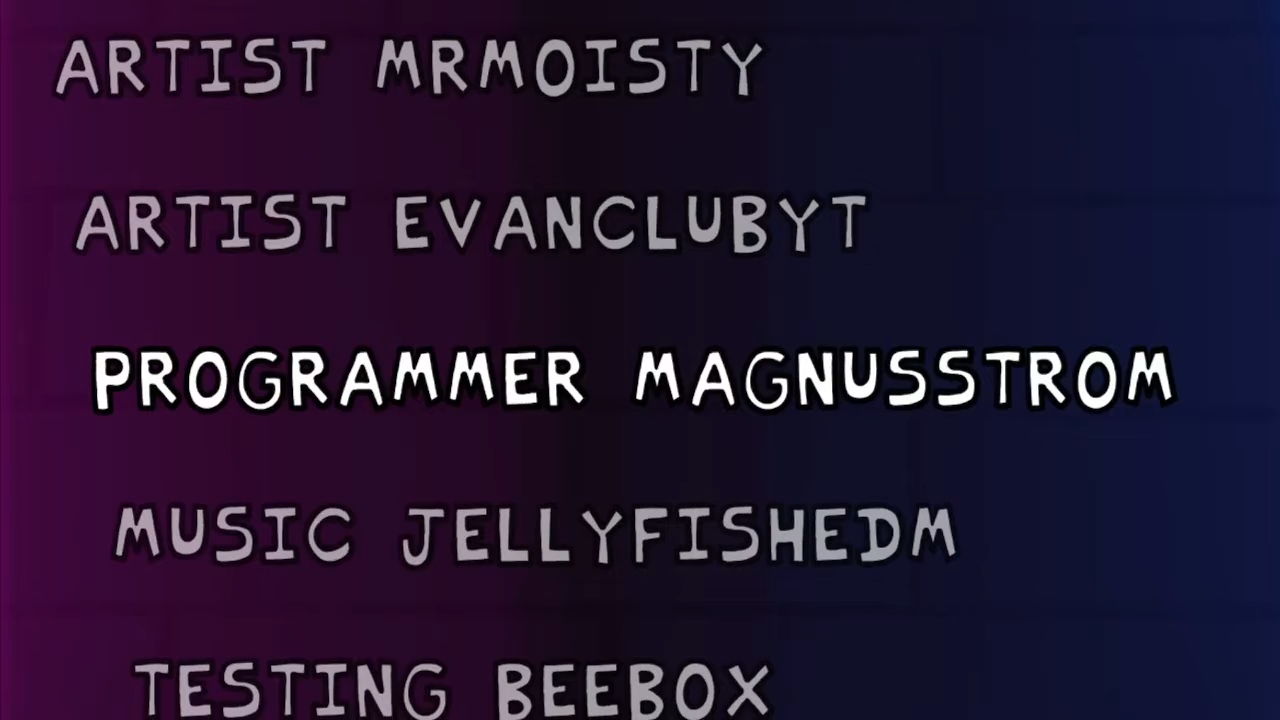 ARTIST MRMOISTY
ARTIST EVANCLUBYT
PROGRAMMER MAGNUSSTROM
MUSIC JELLYFISHEDM
TESTING BEEBOX